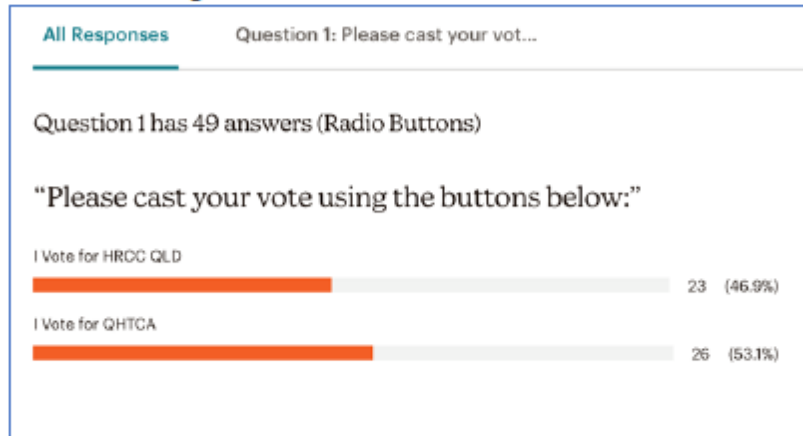 All Responses
Question 1: Please cast your vot...
Question 1 has 49 answers (Radio Buttons)
“Please cast your vote using the buttons below:”
I Vote for HRCC QLD
23 (46.9%)
I Vote for QHTCA
26 (53.1%)